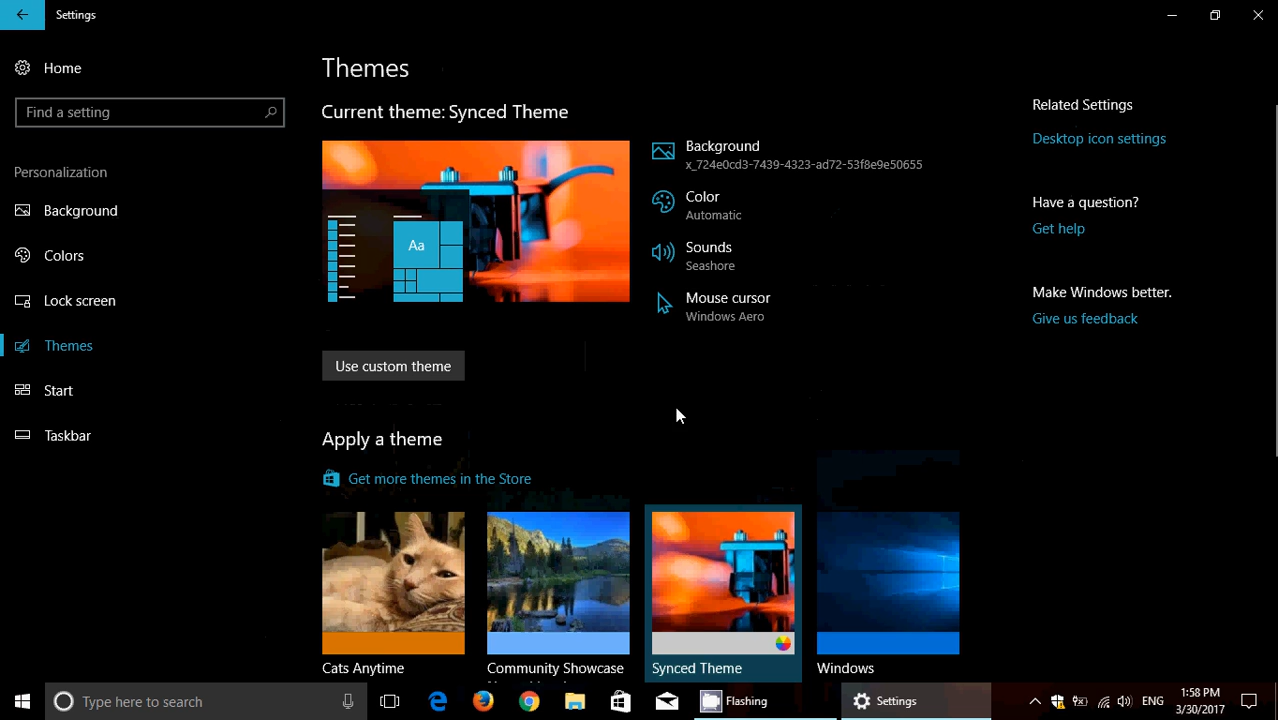 Settings
Home
Find a setting
Personalization
Background
Colors
Lock screen
Themes
Start
Taskbar
Themes
Current theme: Synced Theme
Aa
Background
x_724e0cd3-7439-4323-ad72-53f8e9e50655
Color
Automatic
Sounds
Seashore
Mouse cursor
Windows Aero
Use custom theme
Apply a theme
Get more themes in the Store
Cats Anytime
Community Showcase
Synced Theme
Windows
Related Settings
Desktop icon settings
Have a question?
Get help
Make Windows better.
Give us feedback
Type here to search
Flashing
Settings
ENG
1:58 PM
3/30/2017